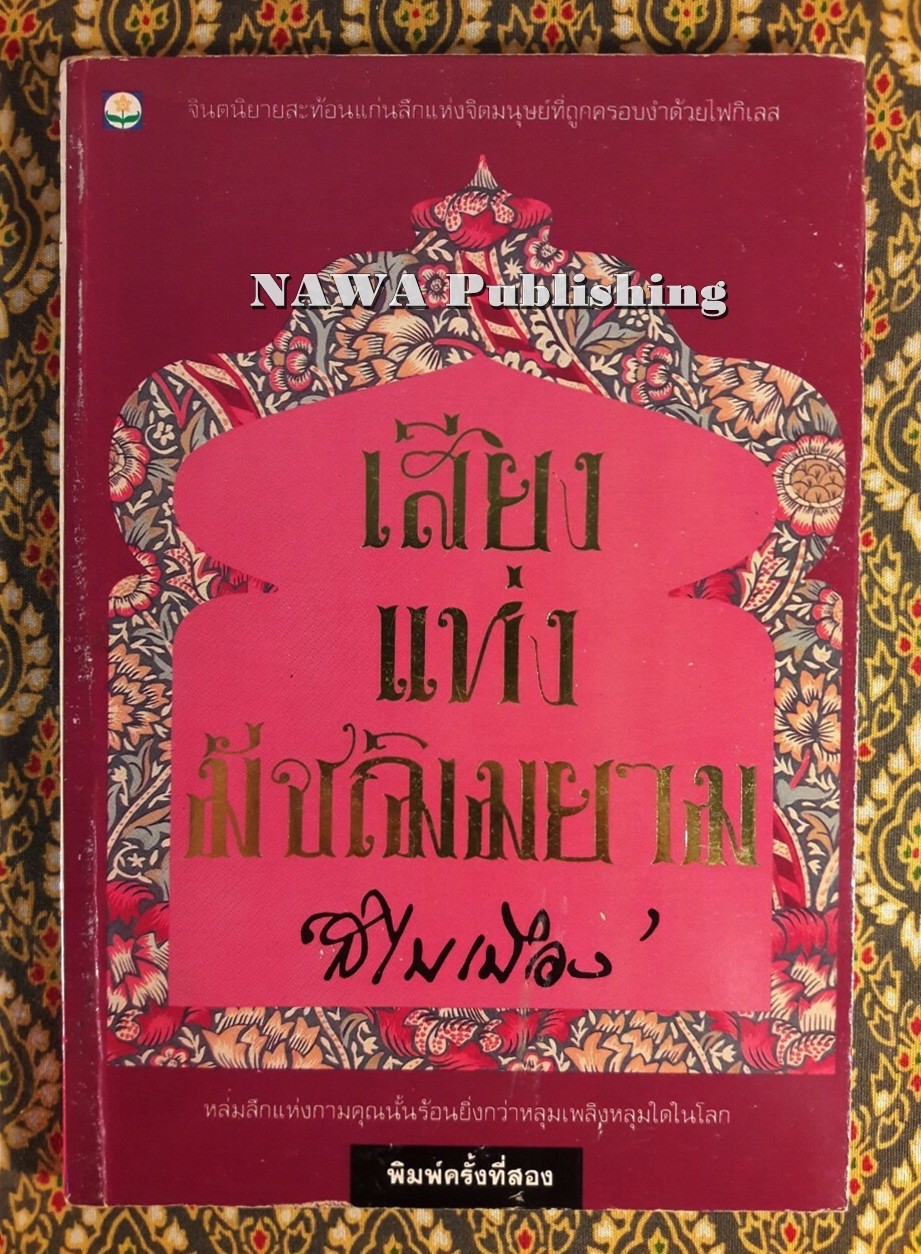 จินตนิยายสะท้อนแก่นลึกแห่งจิตมนุษย์ที่ถูกครอบงำด้วยไฟกิเลส
NAWA Publishing
เสียง
แห่ง
มัชฌิมยาม
'สีไพเมือง'
หล่มลึกแห่งกามคุณนั้นร้อนยิ่งกว่าหลุมเพลิงหลุมใดในโลก
พิมพ์ครั้งที่สอง